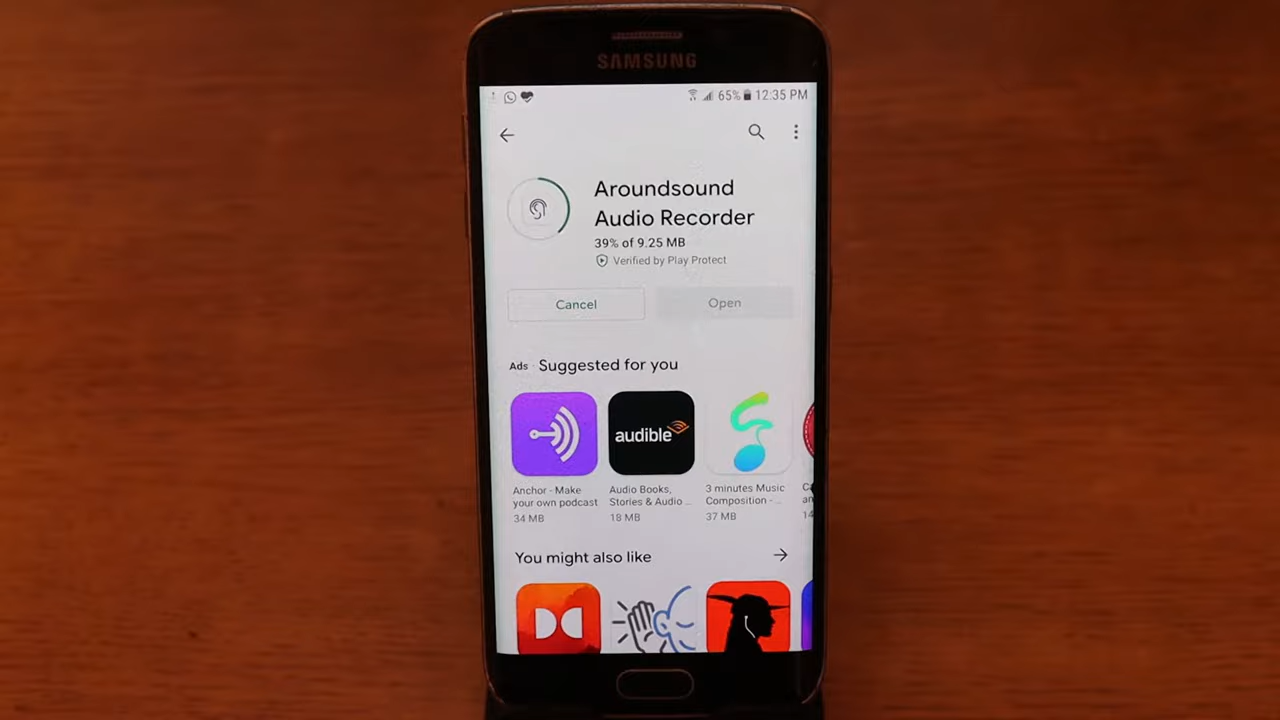 SAMSUNG
65% 12:35 PM
Aroundsound
Audio Recorder
39% of 9.25 MB
Verified by Play Protect
Cancel
Open
Ads · Suggested for you
audible
Anchor - Make
your own podcast
34 MB
Audio Books,
Stories & Audio ...
18 MB
3 minutes Music
Composition - ...
37 MB
You might also like